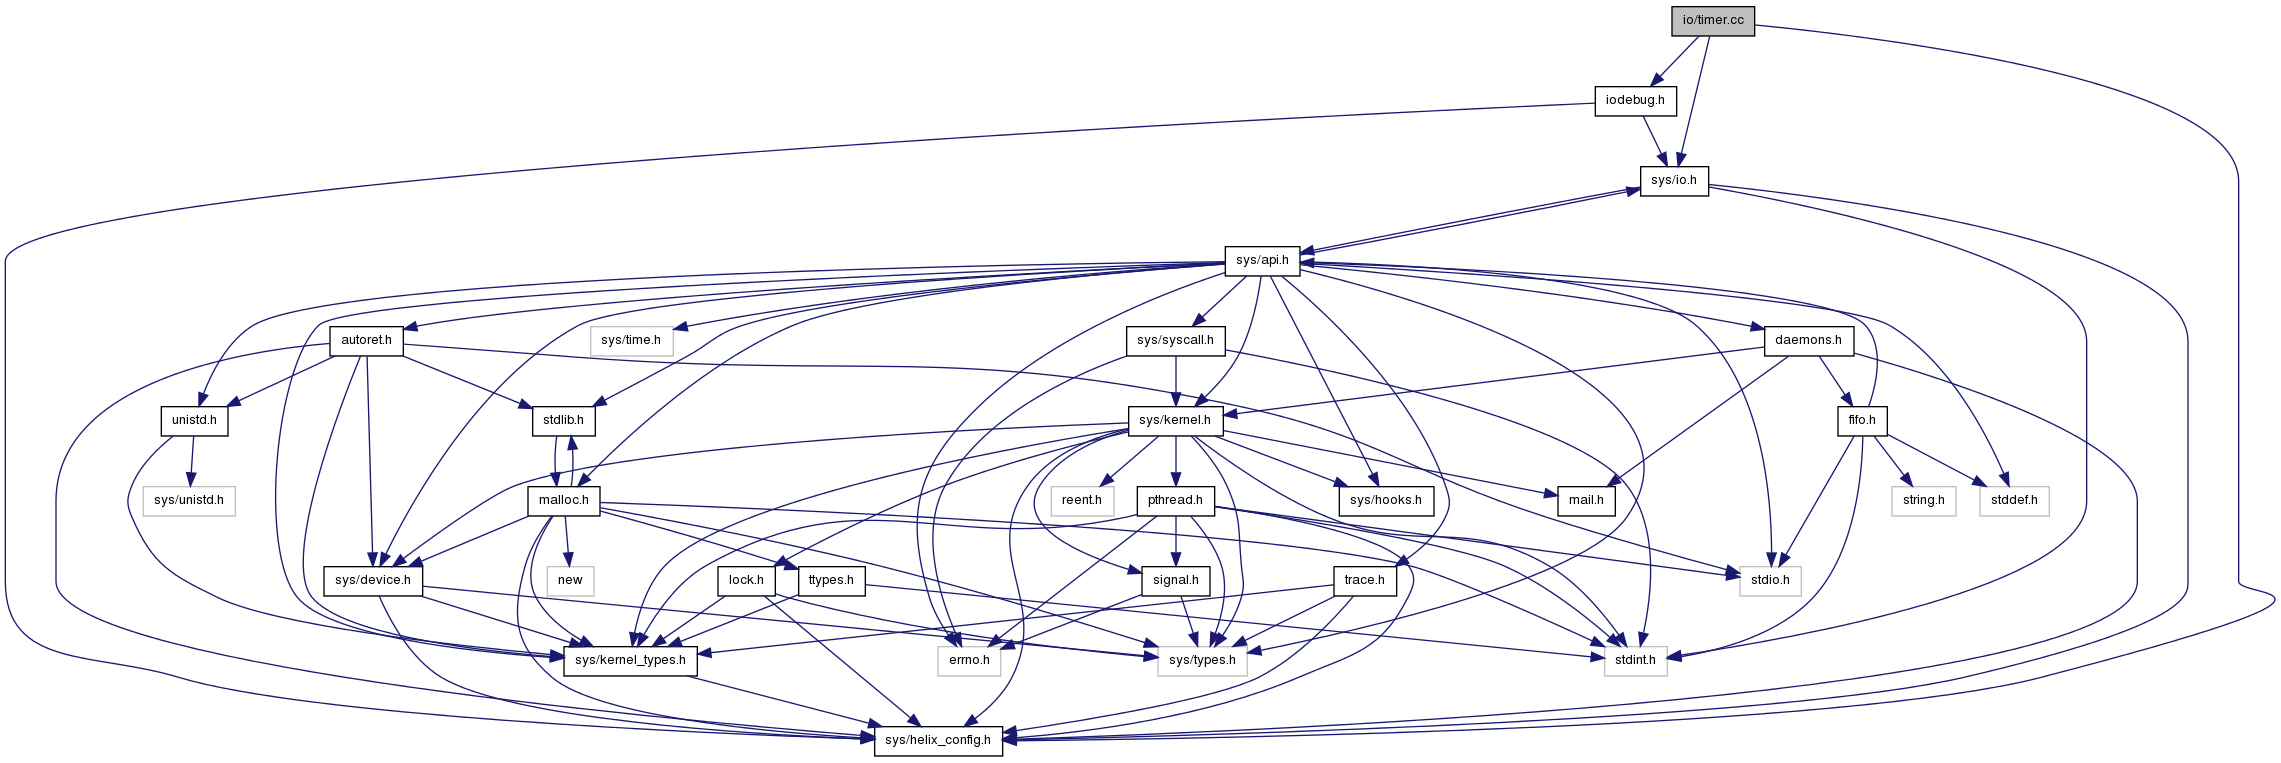 io/timer.cc
iodebug.h
sys/io.h
sys/api.h
autoret.h
sys/time.h
sys/syscall.h
daemons.h
unistd.h
stdlib.h
sys/kernel.h
fifo.h
sys/unistd.h
malloc.h
reent.h
pthread.h
sys/hooks.h
mail.h
string.h
stddef.h
sys/device.h
new
lock.h
ttypes.h
signal.h
trace.h
stdio.h
sys/kernel_types.h
errno.h
sys/types.h
stdint.h
sys/helix_config.h